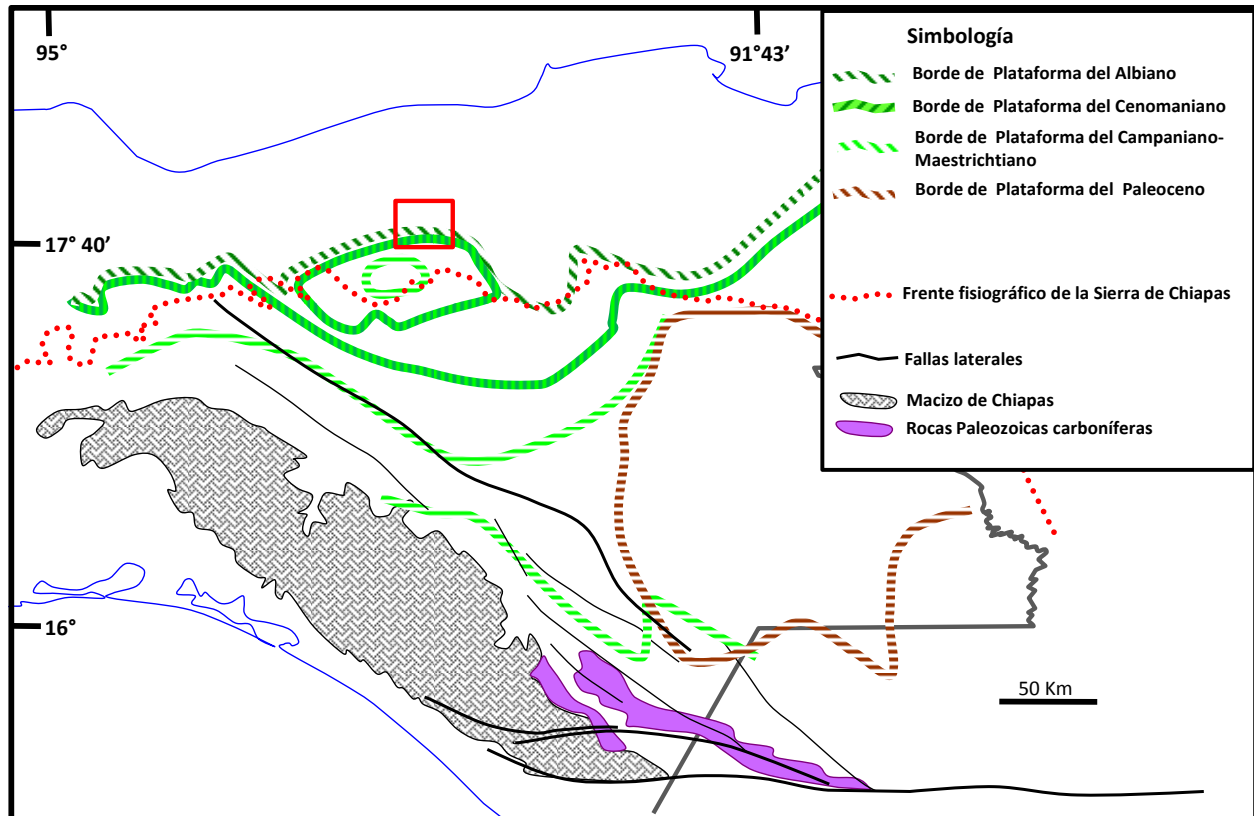 95°
91°43’
17° 40’
16°
50 Km
Simbología
Borde de Plataforma del Albiano
Borde de Plataforma del Cenomaniano
Borde de Plataforma del Campaniano-
Maestrichtiano
Borde de Plataforma del Paleoceno
Frente fisiográfico de la Sierra de Chiapas
Fallas laterales
Macizo de Chiapas
Rocas Paleozoicas carboníferas